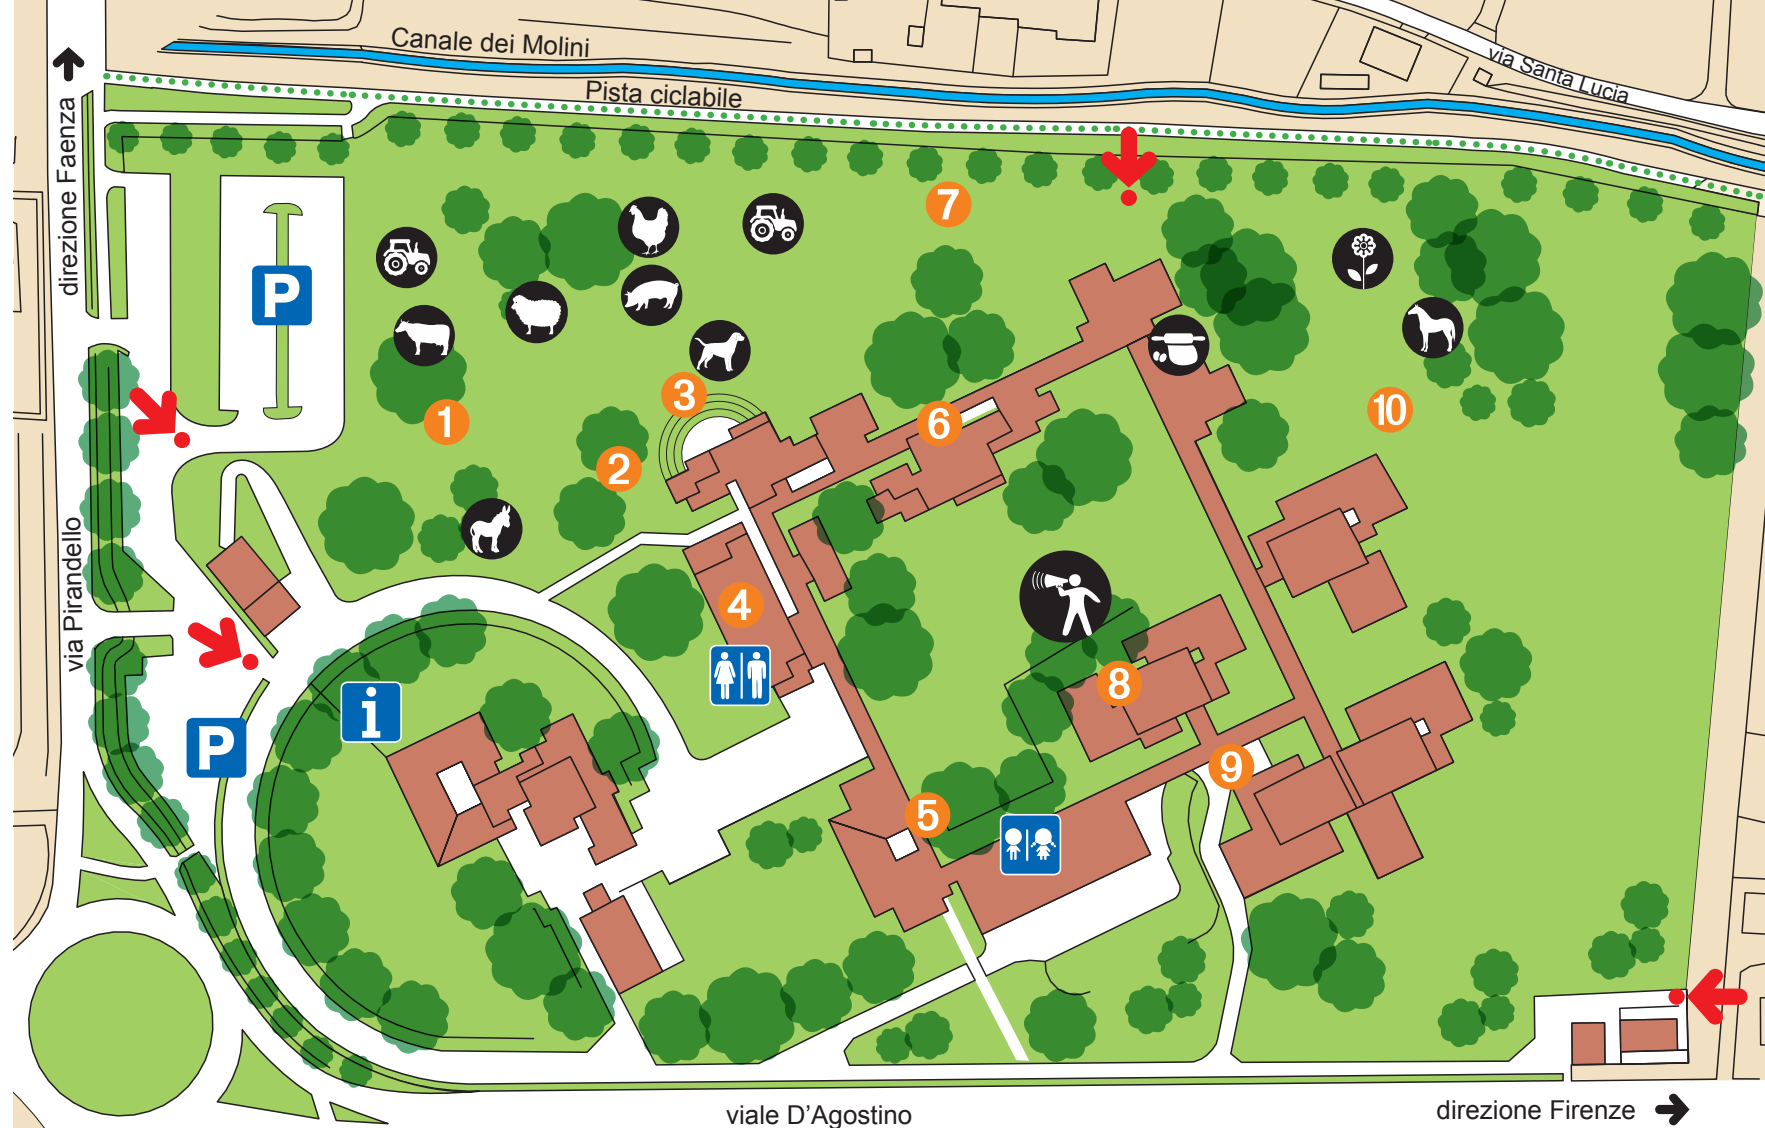 Canale dei Molini
via Santa Lucia
Pista ciclabile
direzione Faenza
7
P
3
1
6
10
2
via Pirandello
4
8
i
P
9
5
viale D'Agostino
direzione Firenze